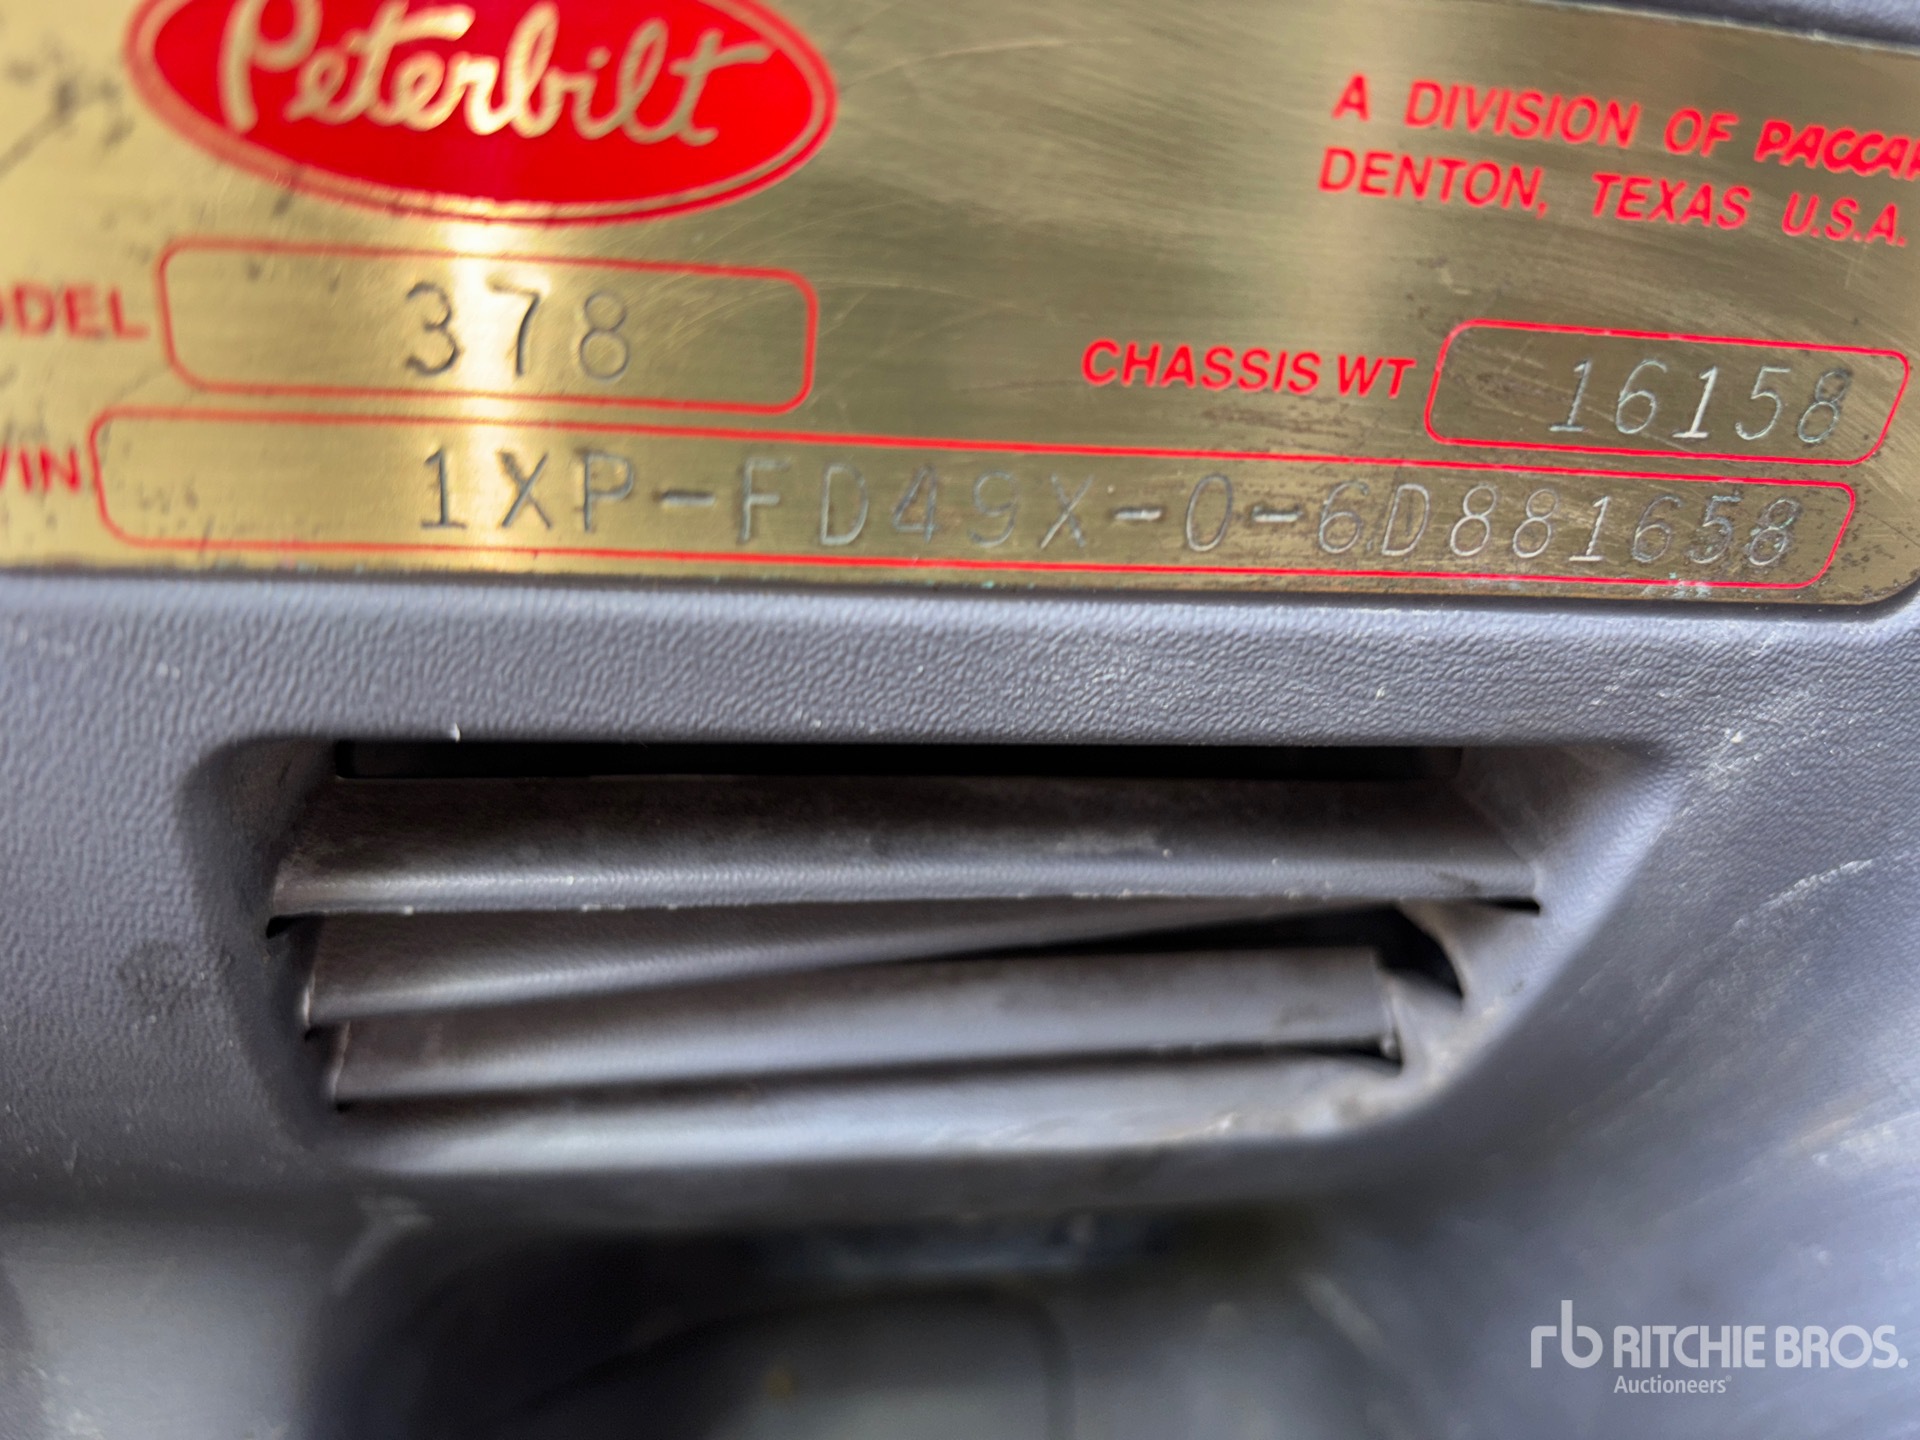 Peterbilt
A DIVISION OF PACCAR
DENTON, TEXAS U.S.A.
ODEL 378
CHASSIS WT 16158
VIN 1XP-FD49X-0-6D881658
rb RITCHIE BROS.
Auctioneers